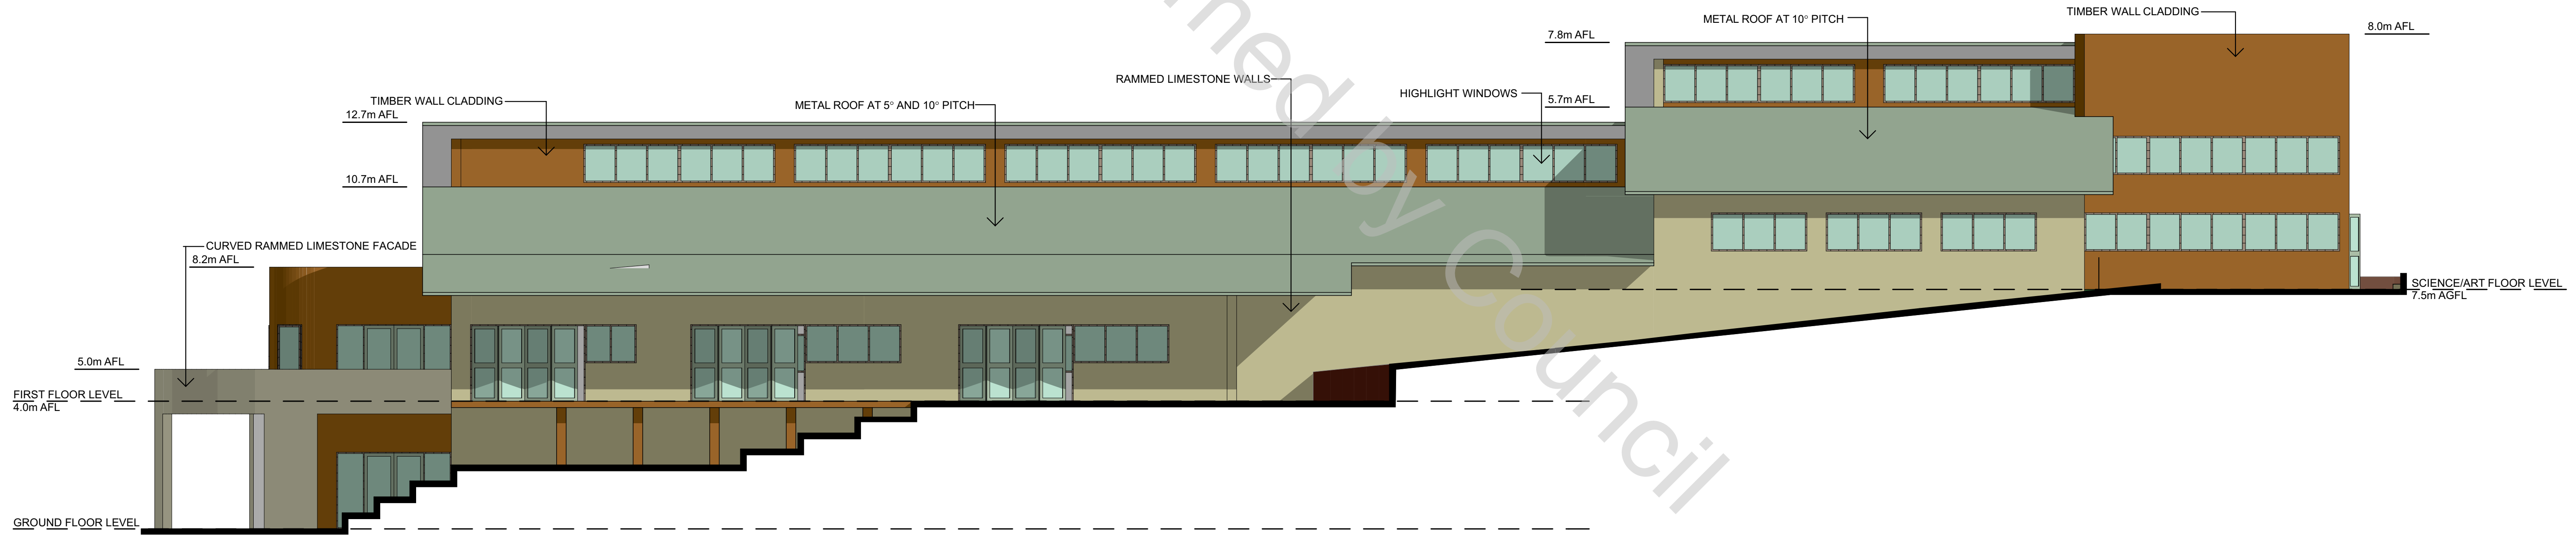 TIMBER WALL CLADDING
8.0m AFL
METAL ROOF AT 10° PITCH
7.8m AFL
RAMMED LIMESTONE WALLS
HIGHLIGHT WINDOWS
5.7m AFL
TIMBER WALL CLADDING
METAL ROOF AT 5° AND 10° PITCH
12.7m AFL
10.7m AFL
CURVED RAMMED LIMESTONE FACADE
8.2m AFL
SCIENCE/ART FLOOR LEVEL
7.5m AGFL
5.0m AFL
FIRST FLOOR LEVEL
4.0m AFL
GROUND FLOOR LEVEL
by Council